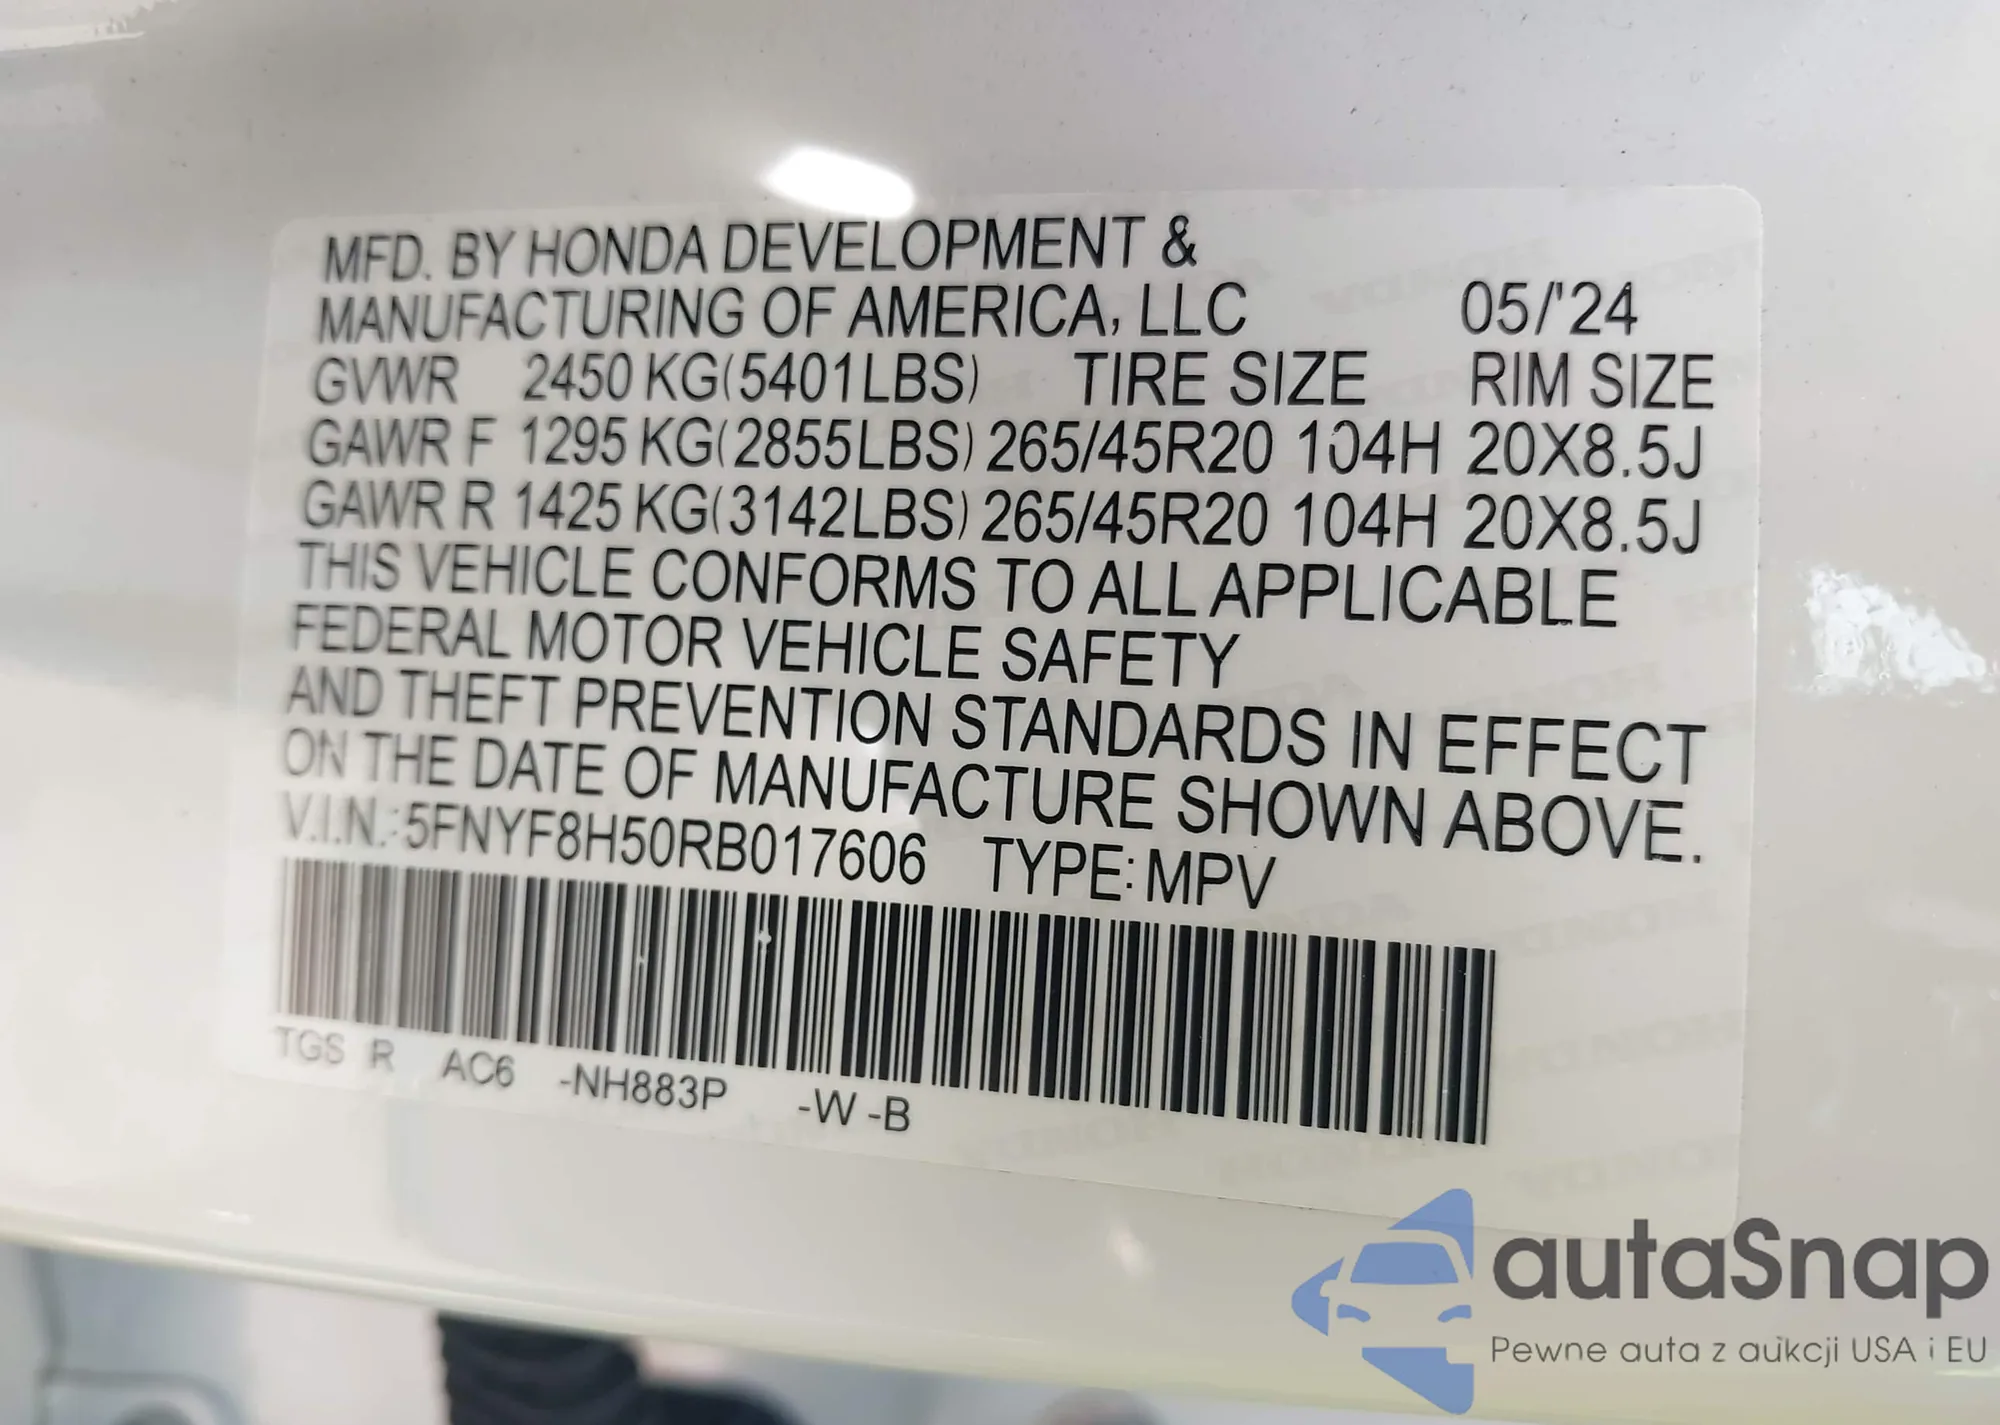 MFD. BY HONDA DEVELOPMENT &
MANUFACTURING OF AMERICA, LLC 05/'24
GVWR 2450 KG(5401LBS) TIRE SIZE RIM SIZE
GAWR F 1295 KG(2855LBS) 265/45R20 104H 20X8.5J
GAWR R 1425 KG(3142LBS) 265/45R20 104H 20X8.5J
THIS VEHICLE CONFORMS TO ALL APPLICABLE
FEDERAL MOTOR VEHICLE SAFETY
AND THEFT PREVENTION STANDARDS IN EFFECT
ON THE DATE OF MANUFACTURE SHOWN ABOVE.
V.I.N.:5FNYF8H50RB017606 TYPE:MPV
TGS R AC6 -NH883P -W -B
autaSnap
Pewne auta z aukcji USA i EU